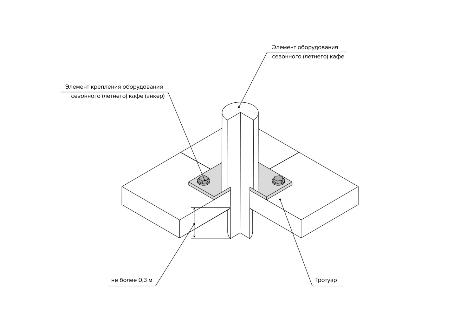 Элемент оборудования
сезонного (летнего) кафе
Элемент крепления оборудования
сезонного (летнего) кафе (анкер)
не более 0,3 м
Тротуар